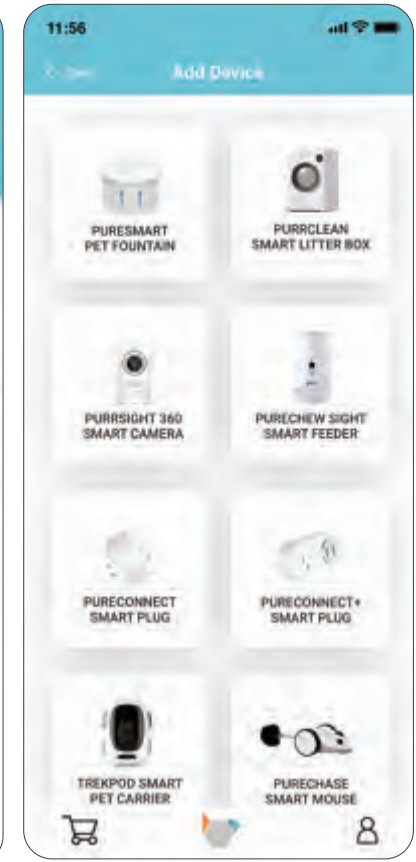 11:56
Add Device
PURESMART
PET FOUNTAIN
PURRCLEAN
SMART LITTER BOX
PURRSIGHT 360
SMART CAMERA
PURECHEW SIGHT
SMART FEEDER
PURECONNECT
SMART PLUG
PURECONNECT+
SMART PLUG
TREKPOD SMART
PET CARRIER
PURECHASE
SMART MOUSE